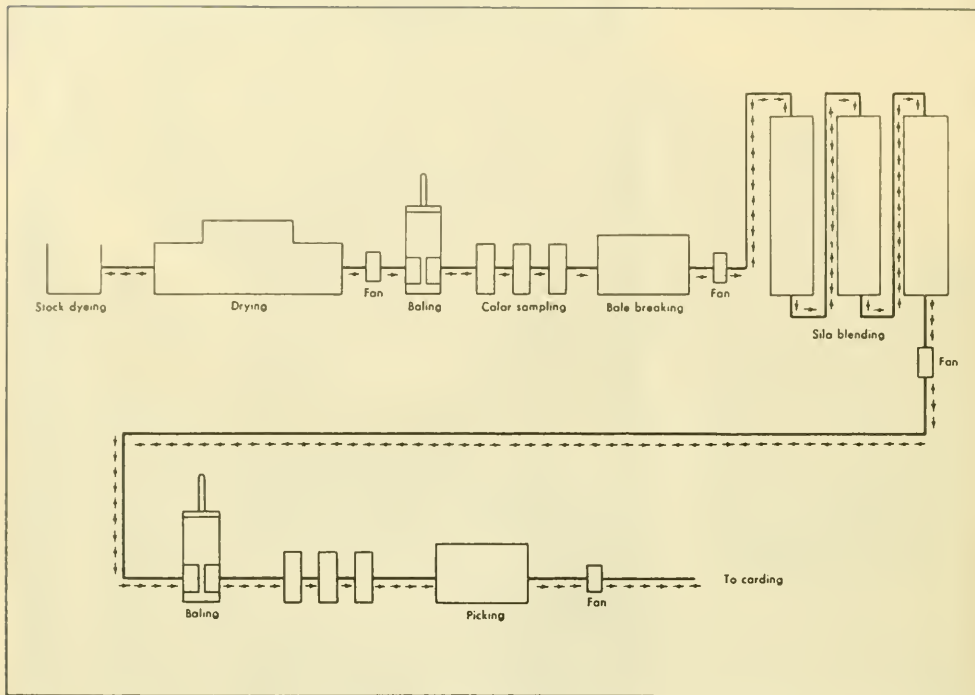 Stock dyeing
Drying
Fan
Baling
Color sampling
Bale breaking
Fan
Silo blending
Fan
Baling
Picking
Fan
To carding